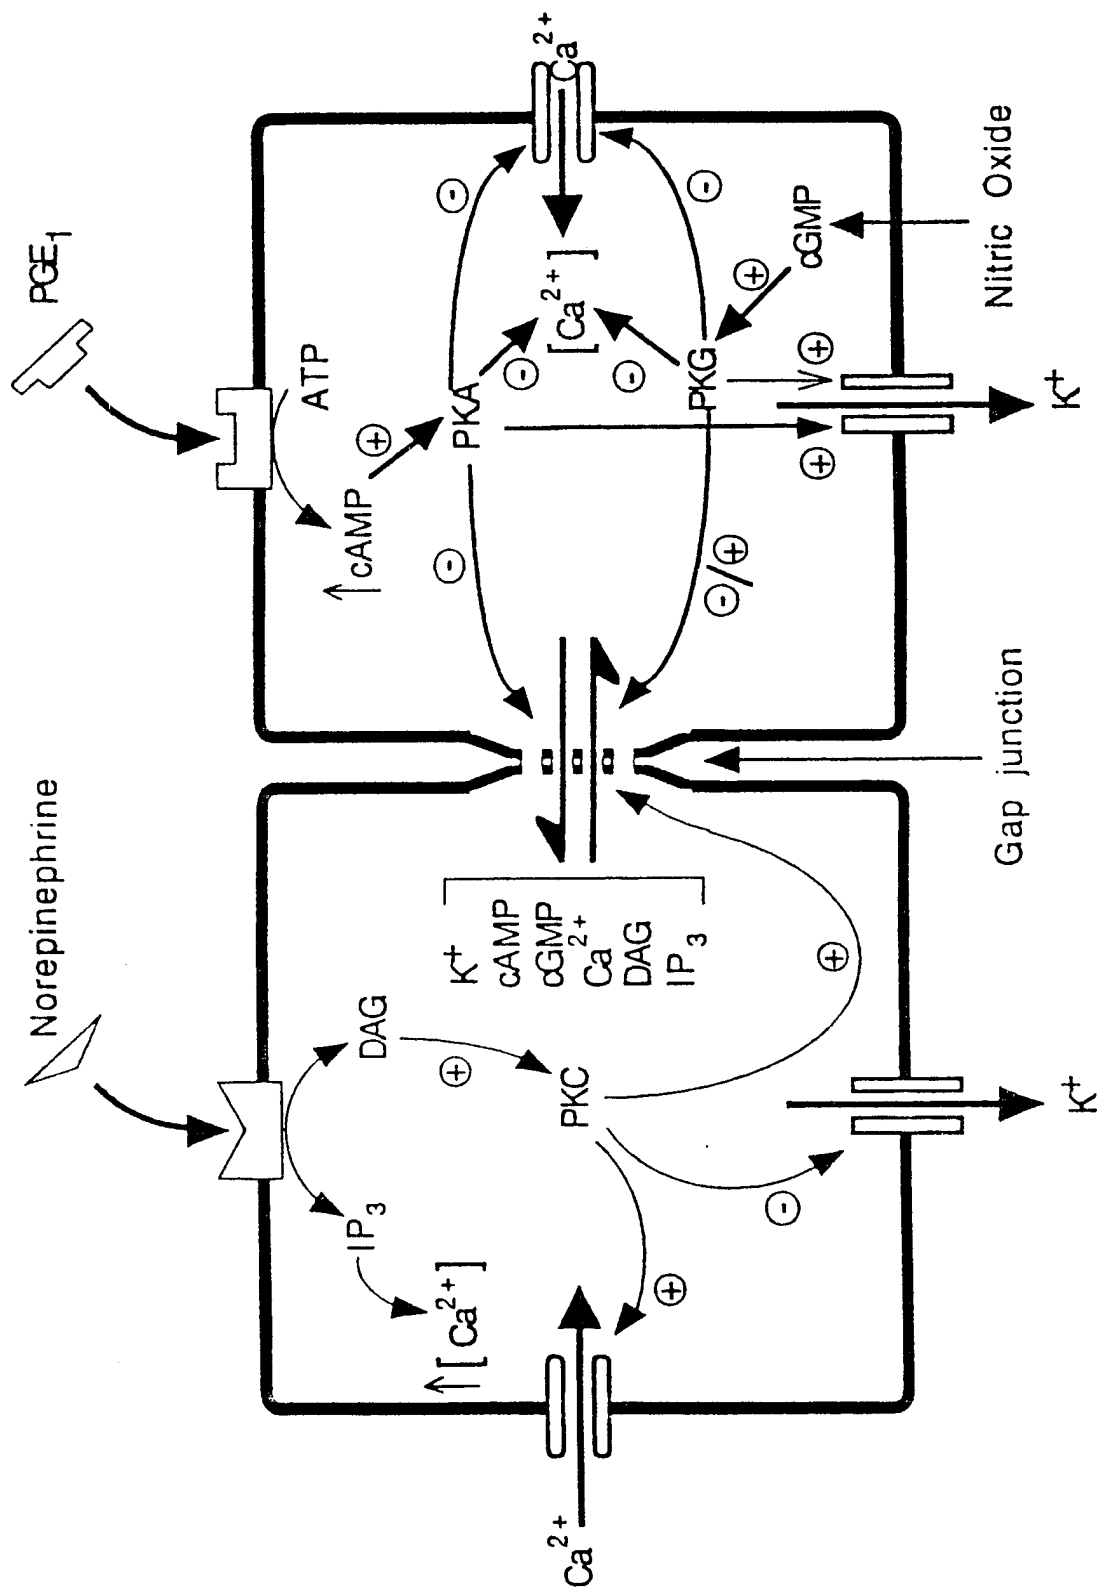 Norepinephrine
PGE1
IP3
DAG
↑[Ca2+]
+
PKC
Ca2+
+
-
+
K+
K+
cAMP
cGMP
Ca2+
DAG
IP3
Gap junction
ATP
↑cAMP
+
PKA
-
-
-
[Ca2+]
Ca2+
-
-
PKG
+
cGMP
-/+
+
+
K+
Nitric Oxide